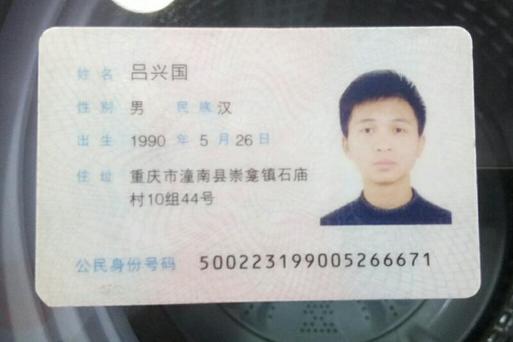 姓名 吕兴国
性别 男 民族 汉
出生 1990 年 5 月 26 日
住址 重庆市潼南县崇龛镇石庙
村10组44号
公民身份号码 500223199005266671